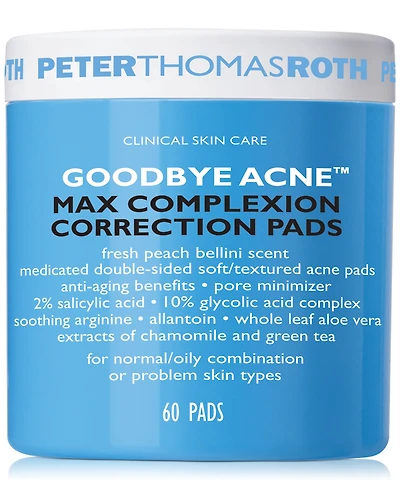 OTH PETERTHOMASROTH PE
CLINICAL SKIN CARE
GOODBYE ACNE™
MAX COMPLEXION
CORRECTION PADS
fresh peach bellini scent
medicated double-sided soft/textured acne pads
anti-aging benefits • pore minimizer
2% salicylic acid • 10% glycolic acid complex
soothing arginine • allantoin • whole leaf aloe vera
extracts of chamomile and green tea
for normal/oily combination
or problem skin types
60 PADS